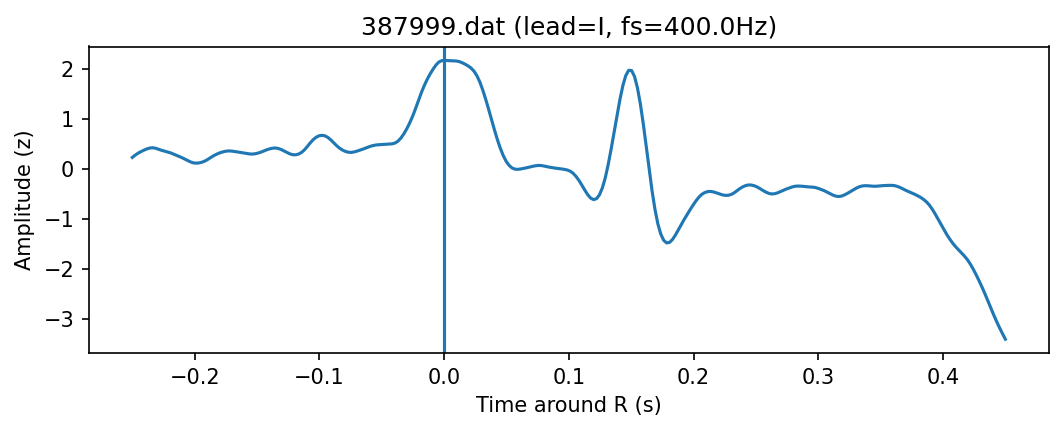 387999.dat (lead=I, fs=400.0Hz)
Amplitude (z)
2
1
0
−1
−2
−3
−0.2 −0.1 0.0 0.1 0.2 0.3 0.4
Time around R (s)